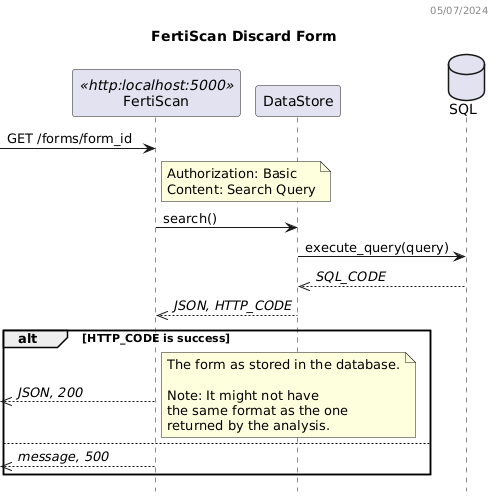 05/07/2024
FertiScan Discard Form
«http:localhost:5000»
FertiScan
DataStore
SQL
GET /forms/form_id
Authorization: Basic
Content: Search Query
search()
execute_query(query)
SQL_CODE
JSON, HTTP_CODE
alt [HTTP_CODE is success]
The form as stored in the database.
Note: It might not have
the same format as the one
returned by the analysis.
JSON, 200
message, 500